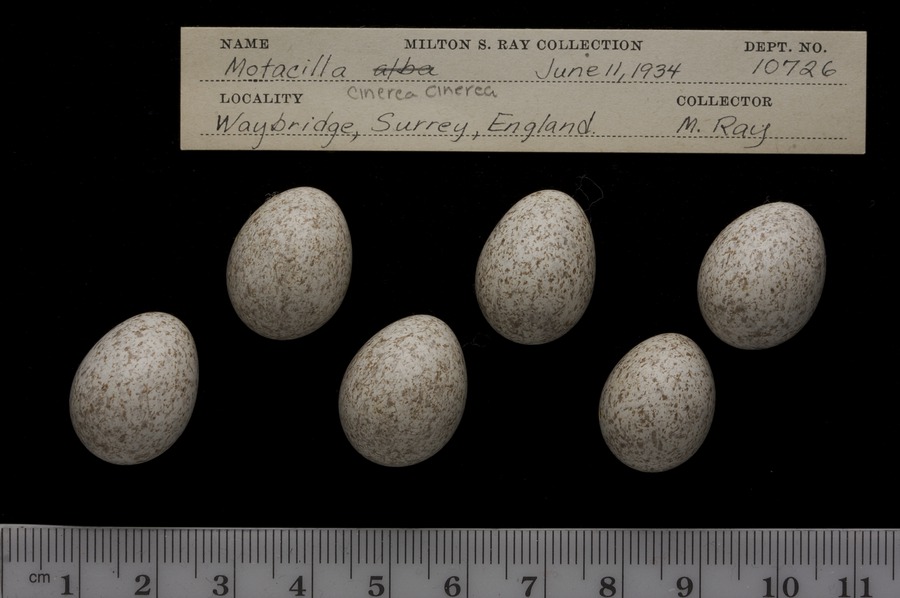 NAME MILTON S. RAY COLLECTION DEPT. NO.
Motacilla alba June 11, 1934 10726
cinerea cinerea
LOCALITY COLLECTOR
Waybridge, Surrey, England. M. Ray
cm 1 2 3 4 5 6 7 8 9 10 11